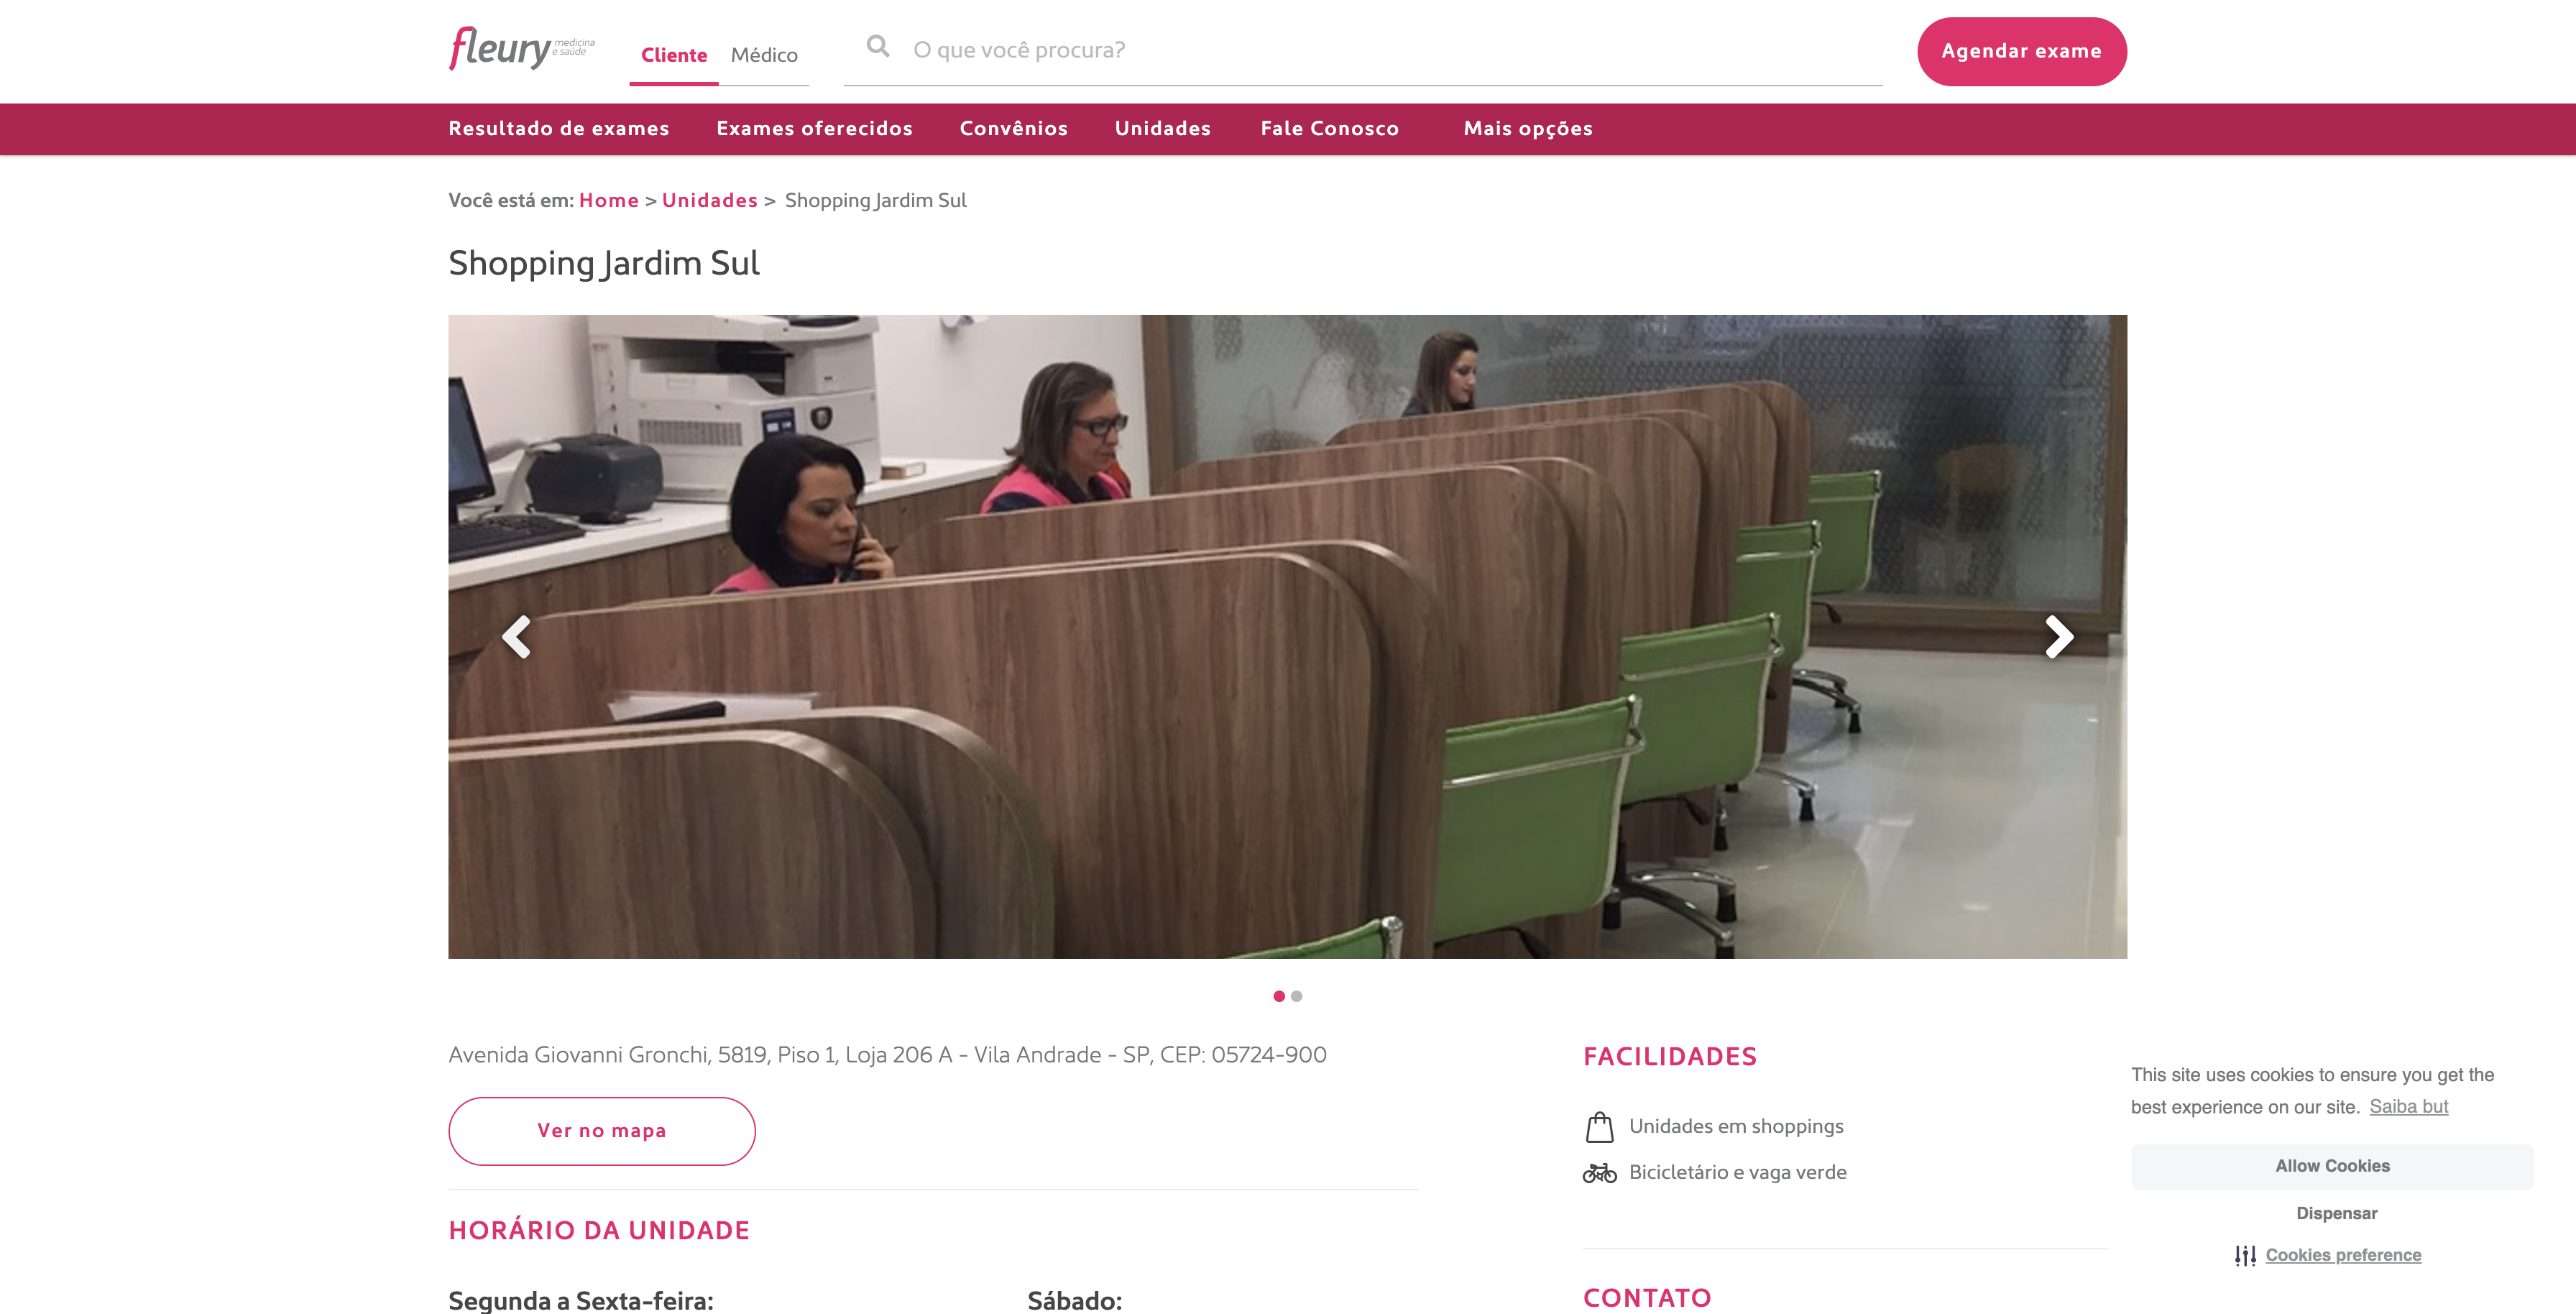 fleury medicina e saúde
Cliente
Médico
O que você procura?
Agendar exame
Resultado de exames
Exames oferecidos
Convênios
Unidades
Fale Conosco
Mais opções
Você está em: Home > Unidades > Shopping Jardim Sul
Shopping Jardim Sul
Avenida Giovanni Gronchi, 5819, Piso 1, Loja 206 A - Vila Andrade - SP, CEP: 05724-900
Ver no mapa
HORÁRIO DA UNIDADE
Segunda a Sexta-feira:
Sábado:
FACILIDADES
Unidades em shoppings
Bicicletário e vaga verde
CONTATO
This site uses cookies to ensure you get the
best experience on our site. Saiba but
Allow Cookies
Dispensar
Cookies preference